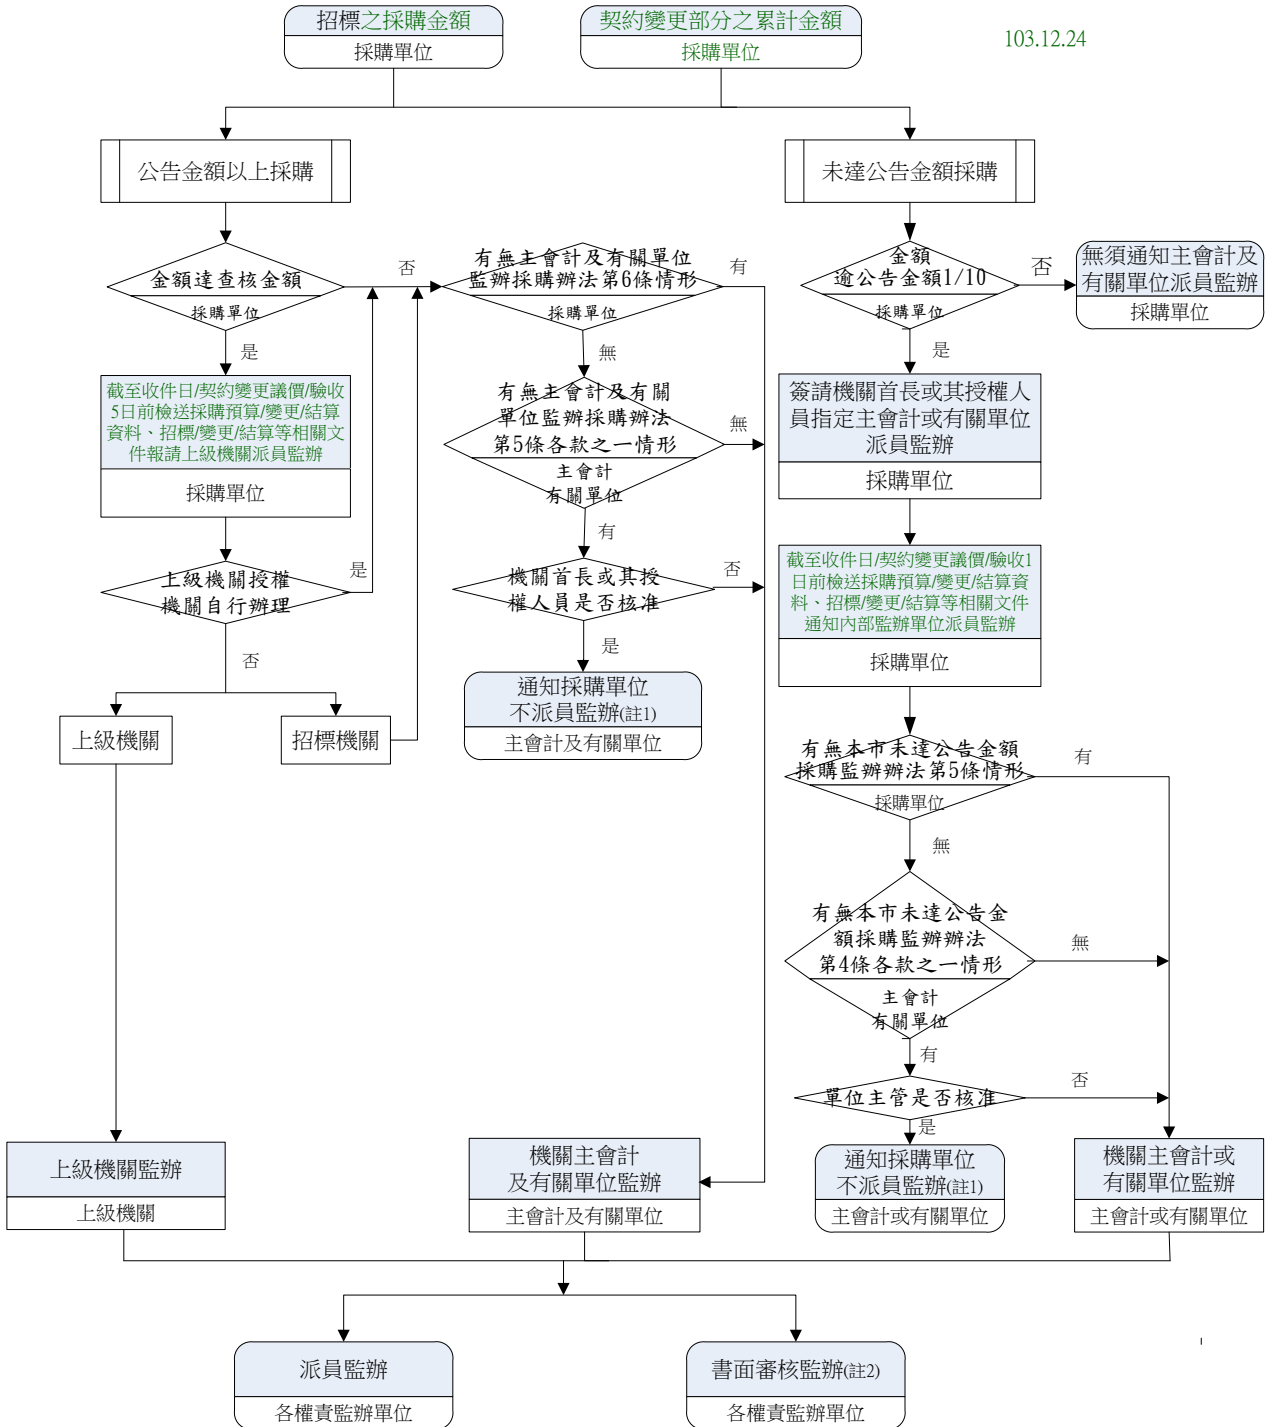 招標之採購金額
採購單位
契約變更部分之累計金額
採購單位
103.12.24
公告金額以上採購
未達公告金額採購
金額達查核金額
採購單位
否
是
有無主會計及有關單位
監辦採購辦法第6條情形
採購單位
有
無
金額
逾公告金額1/10
採購單位
否
是
無須通知主會計及
有關單位派員監辦
採購單位
截至收件日/契約變更議價/驗收
5日前檢送採購預算/變更/結算
資料、招標/變更/結算等相關文
件報請上級機關派員監辦
採購單位
有無主會計及有關
單位監辦採購辦法
第5條各款之一情形
主會計
有關單位
無
有
簽請機關首長或其授權人
員指定主會計或有關單位
派員監辦
採購單位
上級機關授權
機關自行辦理
是
否
機關首長或其授
權人員是否核准
否
是
截至收件日/契約變更議價/驗收1
日前檢送採購預算/變更/結算資
料、招標/變更/結算等相關文件
通知內部監辦單位派員監辦
採購單位
上級機關
招標機關
通知採購單位
不派員監辦(註1)
主會計及有關單位
有無本市未達公告金額
採購監辦辦法第5條情形
採購單位
有
無
有無本市未達公告金
額採購監辦辦法
第4條各款之一情形
主會計
有關單位
無
有
單位主管是否核准
否
是
上級機關監辦
上級機關
機關主會計
及有關單位監辦
主會計及有關單位
通知採購單位
不派員監辦(註1)
主會計或有關單位
機關主會計或
有關單位監辦
主會計或有關單位
派員監辦
各權責監辦單位
書面審核監辦(註2)
各權責監辦單位